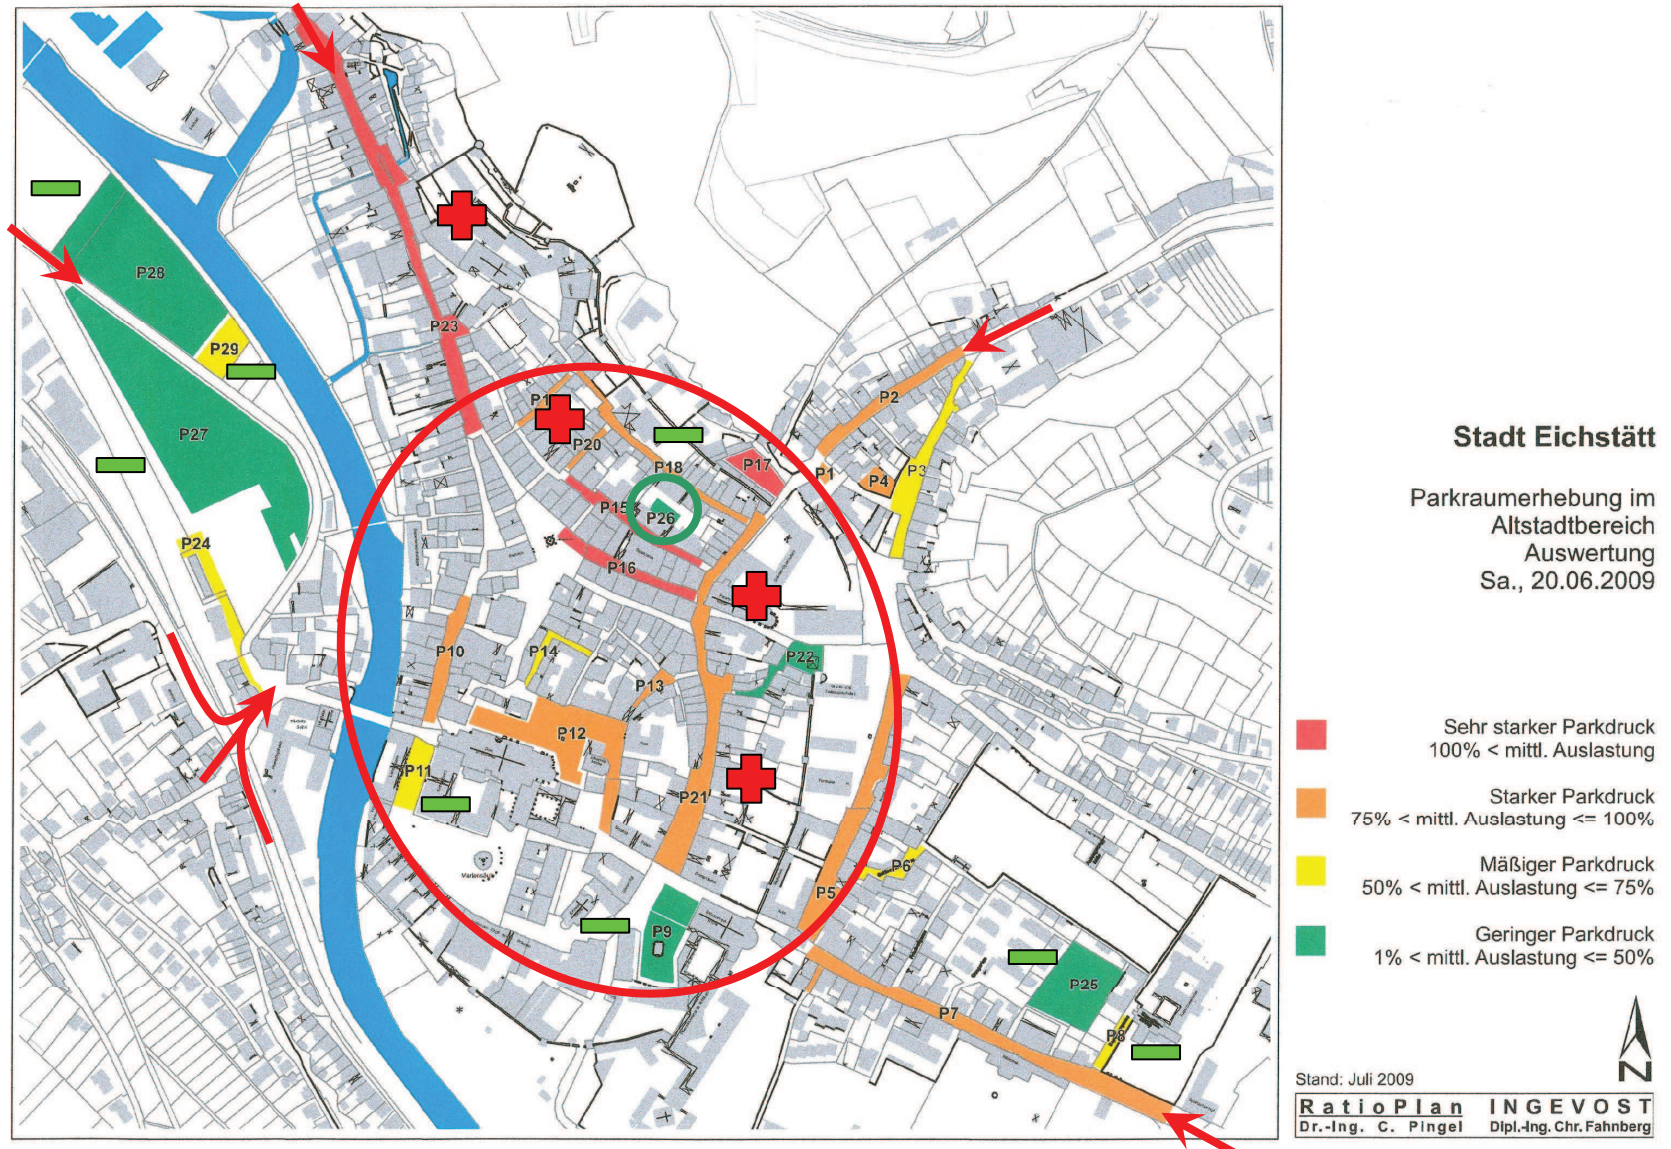 P28
P29
P27
P24
P23
P1
P20
P18
P17
P15
P26
P16
P2
P1
P4
P3
P10
P14
P22
P13
P12
P11
P21
P6
P5
P9
P25
P7
P8
Mariensäule
Stadt Eichstätt
Parkraumerhebung im
Altstadtbereich
Auswertung
Sa., 20.06.2009
Sehr starker Parkdruck
100% < mittl. Auslastung
Starker Parkdruck
75% < mittl. Auslastung <= 100%
Mäßiger Parkdruck
50% < mittl. Auslastung <= 75%
Geringer Parkdruck
1% < mittl. Auslastung <= 50%
N
Stand: Juli 2009
RatioPlan INGEVOST
Dr.-Ing. C. Pingel Dipl.-Ing. Chr. Fahnberg